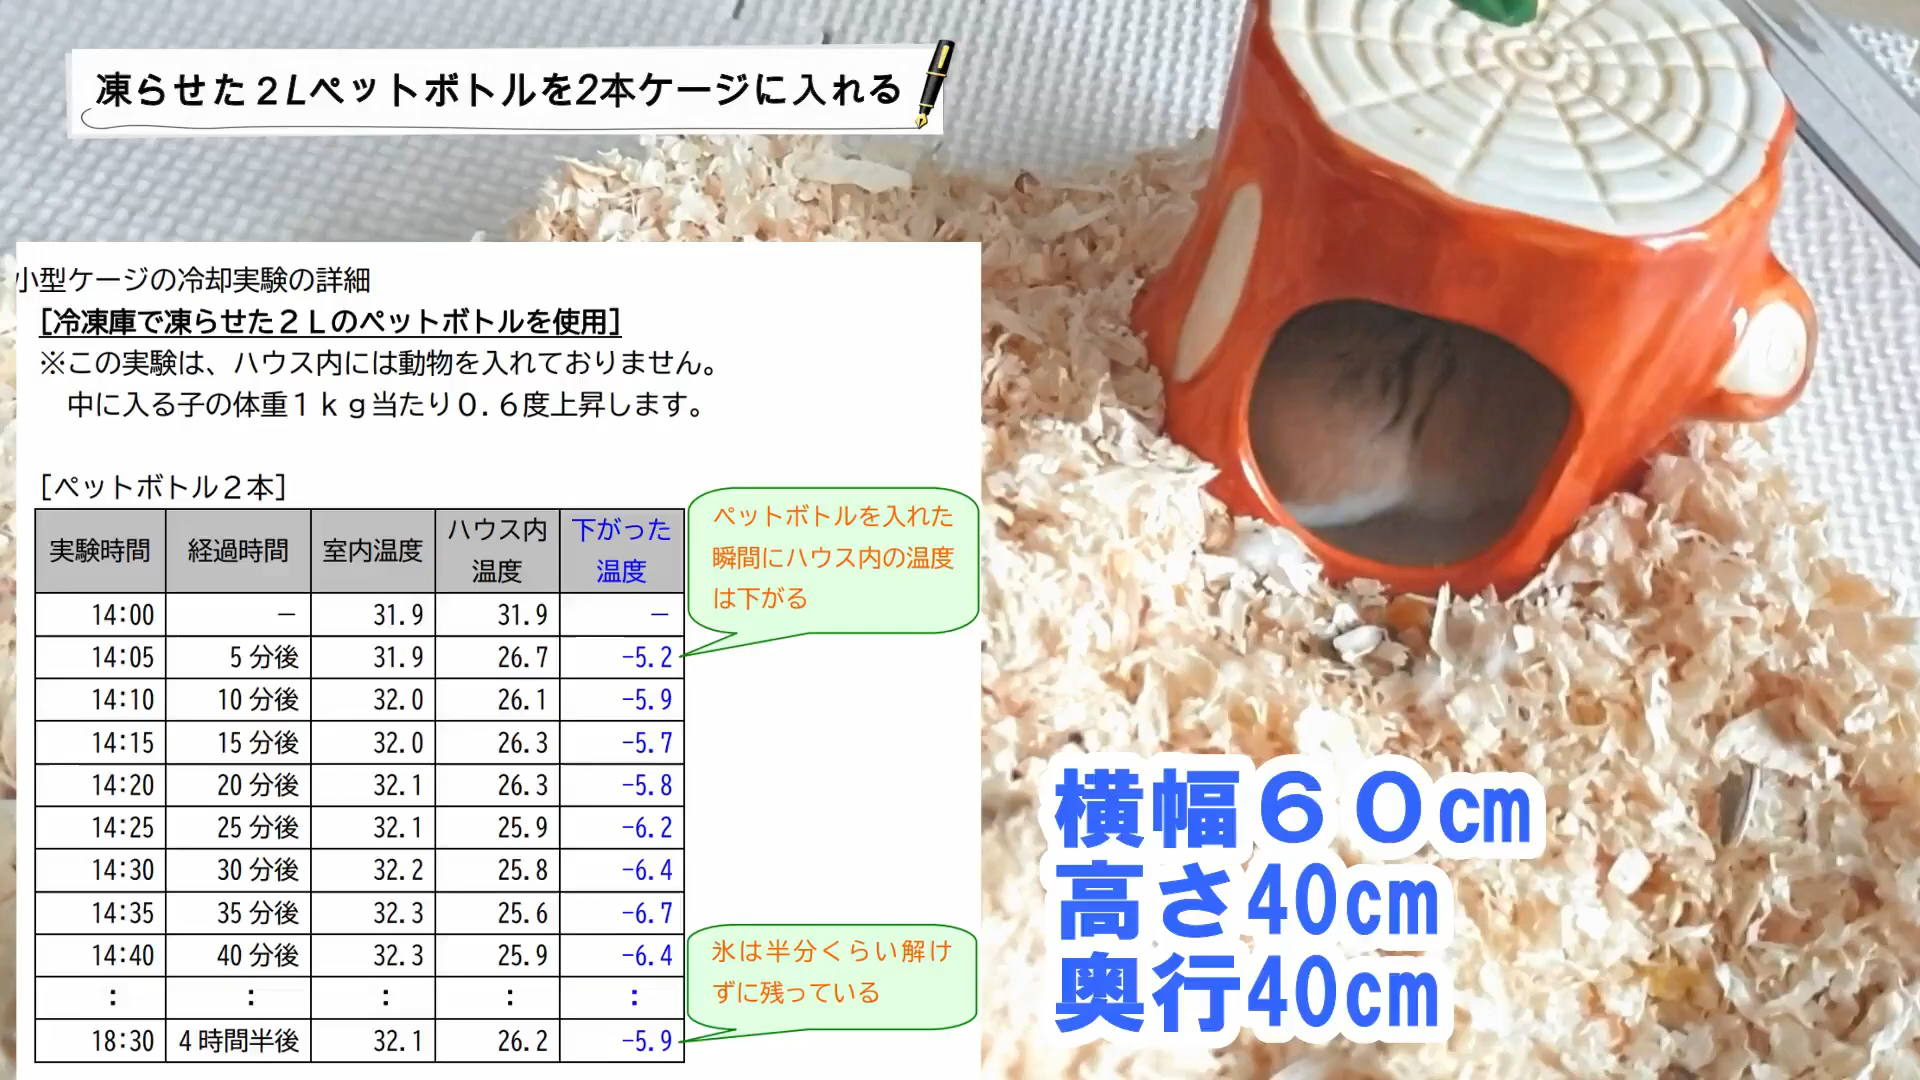 凍らせた２Lペットボトルを2本ケージに入れる
小型ケージの冷却実験の詳細
[冷凍庫で凍らせた２Ｌのペットボトルを使用]
※この実験は、ハウス内には動物を入れておりません。
中に入る子の体重１ｋｇ当たり０.６度上昇します。
[ペットボトル２本]
実験時間 経過時間 室内温度 ハウス内温度 下がった温度
14:00 － 31.9 31.9 －
14:05 5分後 31.9 26.7 -5.2
14:10 10分後 32.0 26.1 -5.9
14:15 15分後 32.0 26.3 -5.7
14:20 20分後 32.1 26.3 -5.8
14:25 25分後 32.1 25.9 -6.2
14:30 30分後 32.2 25.8 -6.4
14:35 35分後 32.3 25.6 -6.7
14:40 40分後 32.3 25.9 -6.4
: : : : :
18:30 4時間半後 32.1 26.2 -5.9
ペットボトルを入れた
瞬間にハウス内の温度
は下がる
氷は半分くらい解け
ずに残っている
横幅６０cm
高さ40cm
奥行40cm